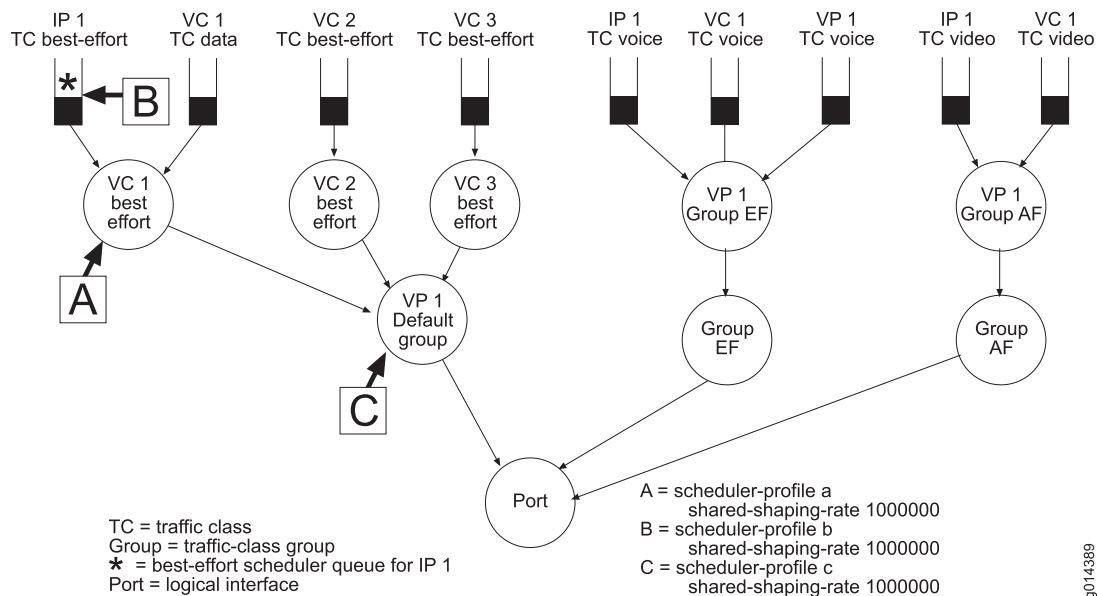 IP 1
TC best-effort
VC 1
TC data
VC 2
TC best-effort
VC 3
TC best-effort
IP 1
TC voice
VC 1
TC voice
VP 1
TC voice
IP 1
TC video
VC 1
TC video
*
B
VC 1
best
effort
VC 2
best
effort
VC 3
best
effort
VP 1
Group EF
VP 1
Group AF
A
VP 1
Default
group
Group
EF
Group
AF
C
Port
A = scheduler-profile a
shared-shaping-rate 1000000
B = scheduler-profile b
shared-shaping-rate 1000000
C = scheduler-profile c
shared-shaping-rate 1000000
TC = traffic class
Group = traffic-class group
* = best-effort scheduler queue for IP 1
Port = logical interface
g014389